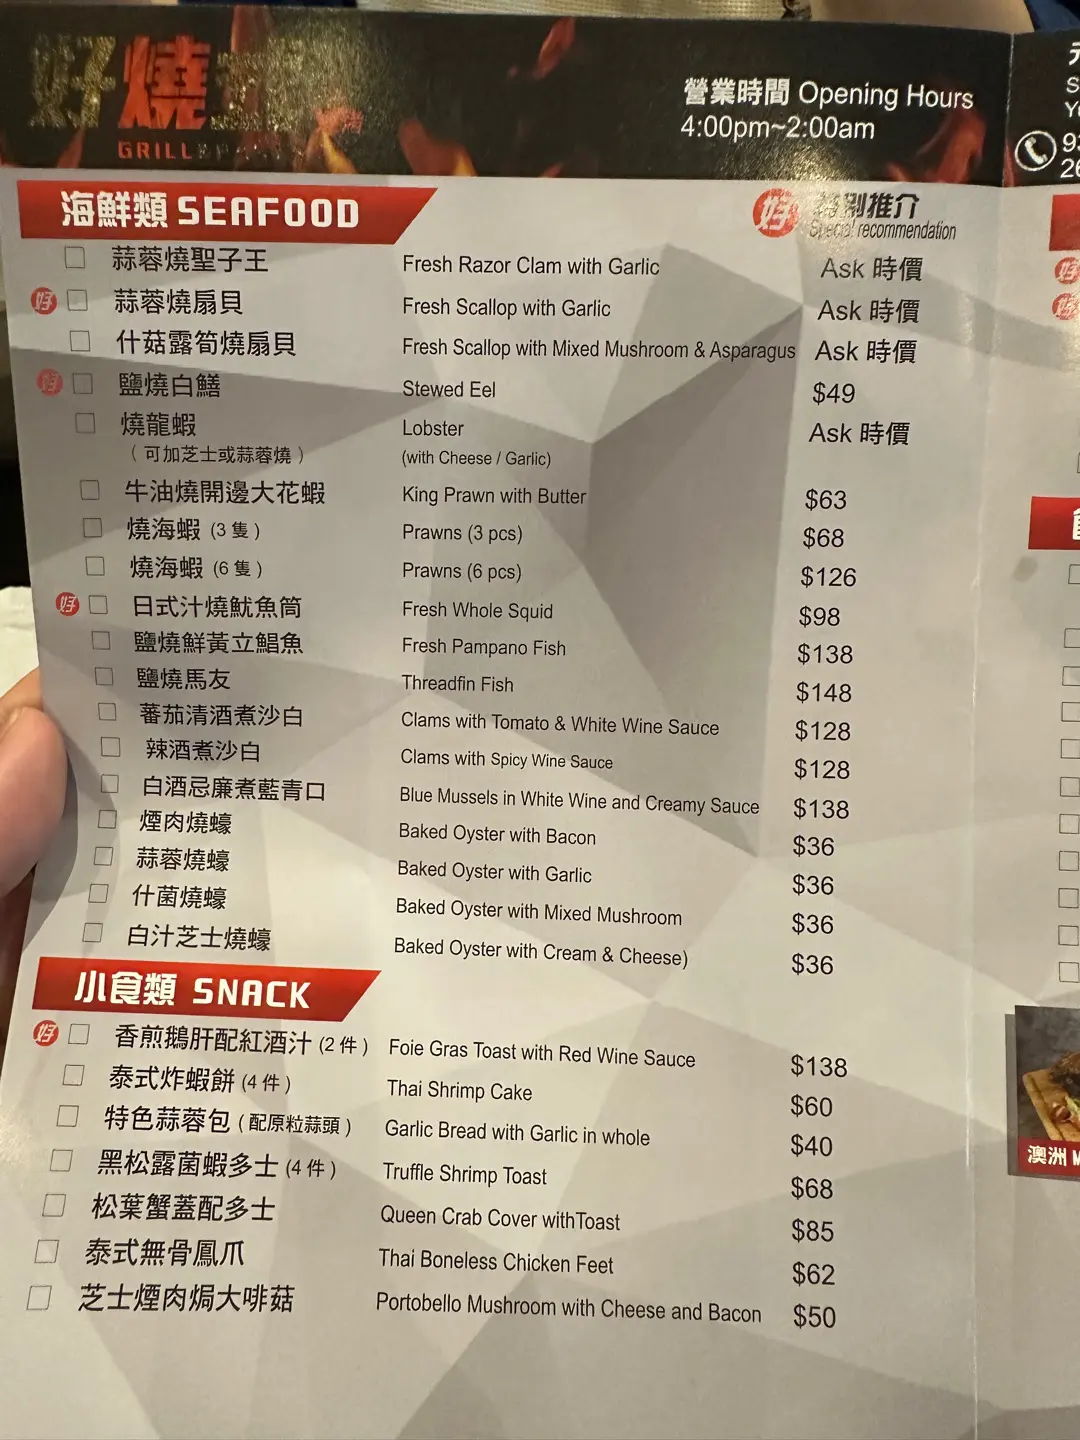 好燒
GRILL
營業時間 Opening Hours
4:00pm~2:00am
海鮮類 SEAFOOD
好 特別推介
Special recommendation
蒜蓉燒聖子王 Fresh Razor Clam with Garlic Ask 時價
好 蒜蓉燒扇貝 Fresh Scallop with Garlic Ask 時價
什菇露筍燒扇貝 Fresh Scallop with Mixed Mushroom & Asparagus Ask 時價
好 鹽燒白鱔 Stewed Eel $49
燒龍蝦 Lobster Ask 時價
（可加芝士或蒜蓉燒） (with Cheese / Garlic)
牛油燒開邊大花蝦 King Prawn with Butter $63
燒海蝦 (3 隻) Prawns (3 pcs) $68
燒海蝦 (6 隻) Prawns (6 pcs) $126
好 日式汁燒魷魚筒 Fresh Whole Squid $98
鹽燒鮮黃立鯧魚 Fresh Pampano Fish $138
鹽燒馬友 Threadfin Fish $148
蕃茄清酒煮沙白 Clams with Tomato & White Wine Sauce $128
辣酒煮沙白 Clams with Spicy Wine Sauce $128
白酒忌廉煮藍青口 Blue Mussels in White Wine and Creamy Sauce $138
煙肉燒蠔 Baked Oyster with Bacon $36
蒜蓉燒蠔 Baked Oyster with Garlic $36
什菌燒蠔 Baked Oyster with Mixed Mushroom $36
白汁芝士燒蠔 Baked Oyster with Cream & Cheese) $36
小食類 SNACK
好 香煎鵝肝配紅酒汁 (2 件) Foie Gras Toast with Red Wine Sauce $138
泰式炸蝦餅 (4 件) Thai Shrimp Cake $60
特色蒜蓉包 (配原粒蒜頭) Garlic Bread with Garlic in whole $40
黑松露菌蝦多士 (4 件) Truffle Shrimp Toast $68
松葉蟹蓋配多士 Queen Crab Cover withToast $85
泰式無骨鳳爪 Thai Boneless Chicken Feet $62
芝士煙肉焗大啡菇 Portobello Mushroom with Cheese and Bacon $50
澳洲